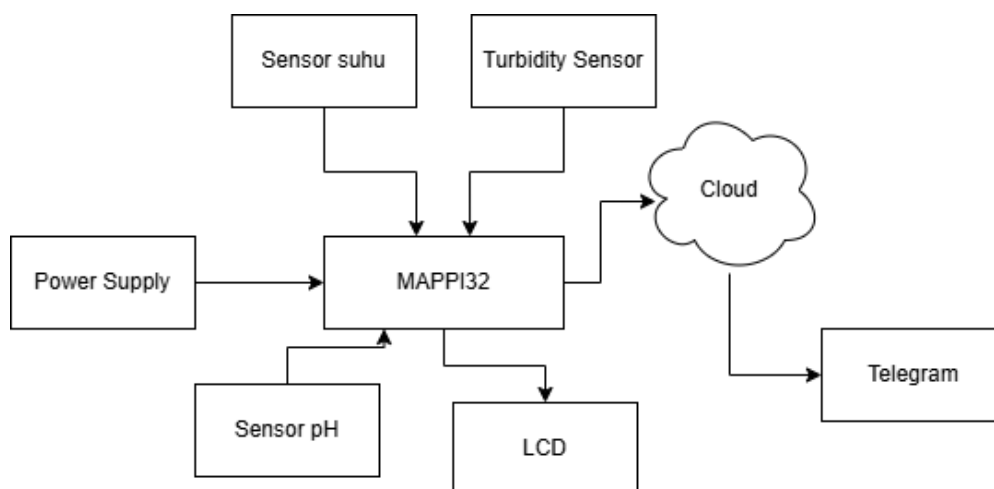 Sensor suhu
Turbidity Sensor
Cloud
Power Supply
MAPPI32
Telegram
Sensor pH
LCD